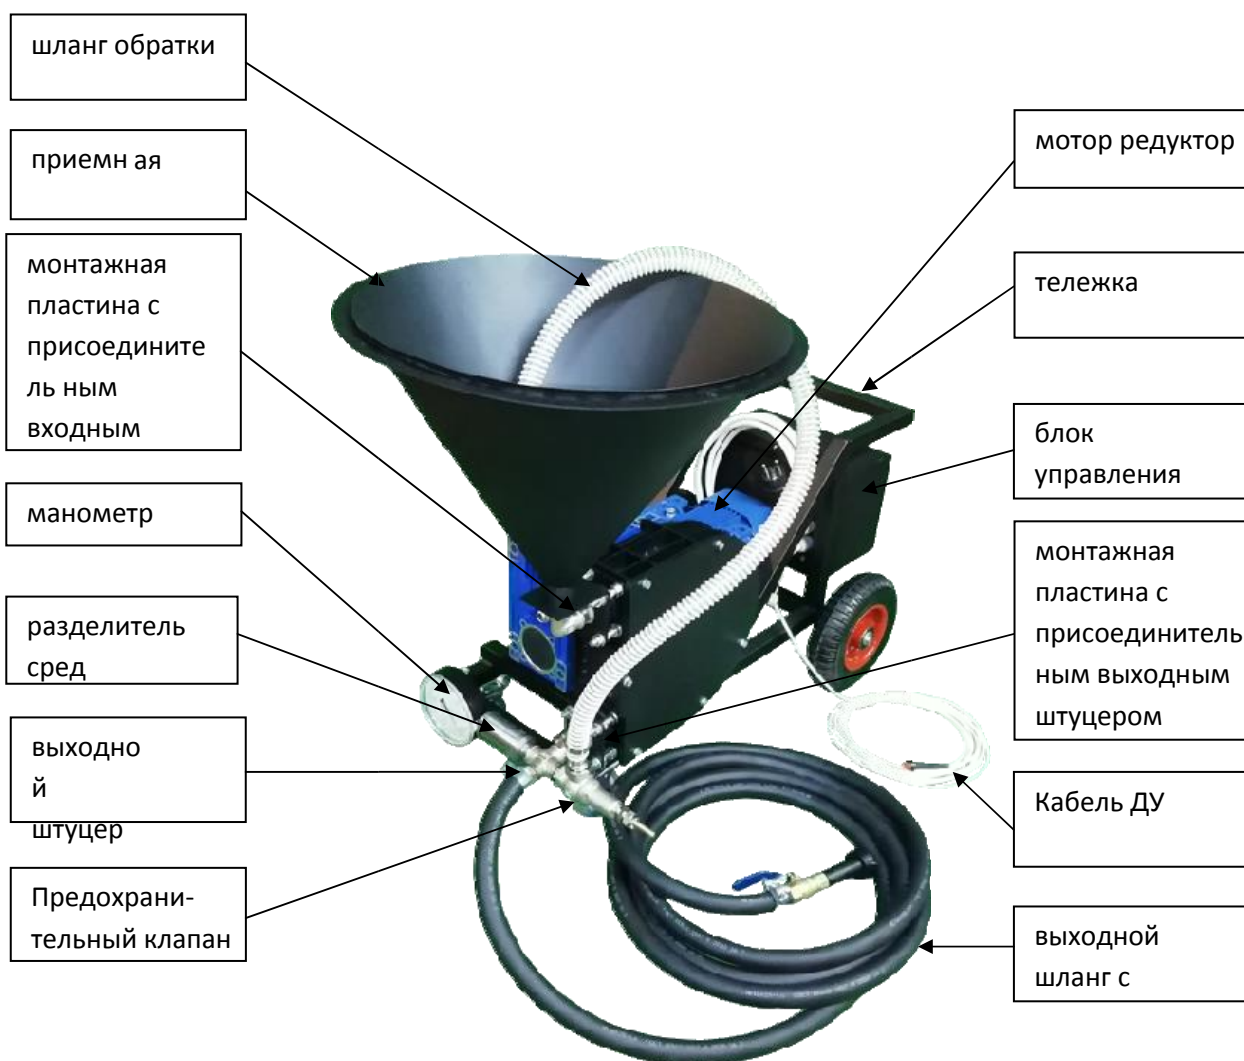 шланг обратки
приемн ая
монтажная
пластина с
присоедините
ль ным
входным
манометр
разделитель
сред
выходно
й
штуцер
Предохрани-
тельный клапан
мотор редуктор
тележка
блок
управления
монтажная
пластина с
присоединитель
ным выходным
штуцером
Кабель ДУ
выходной
шланг с